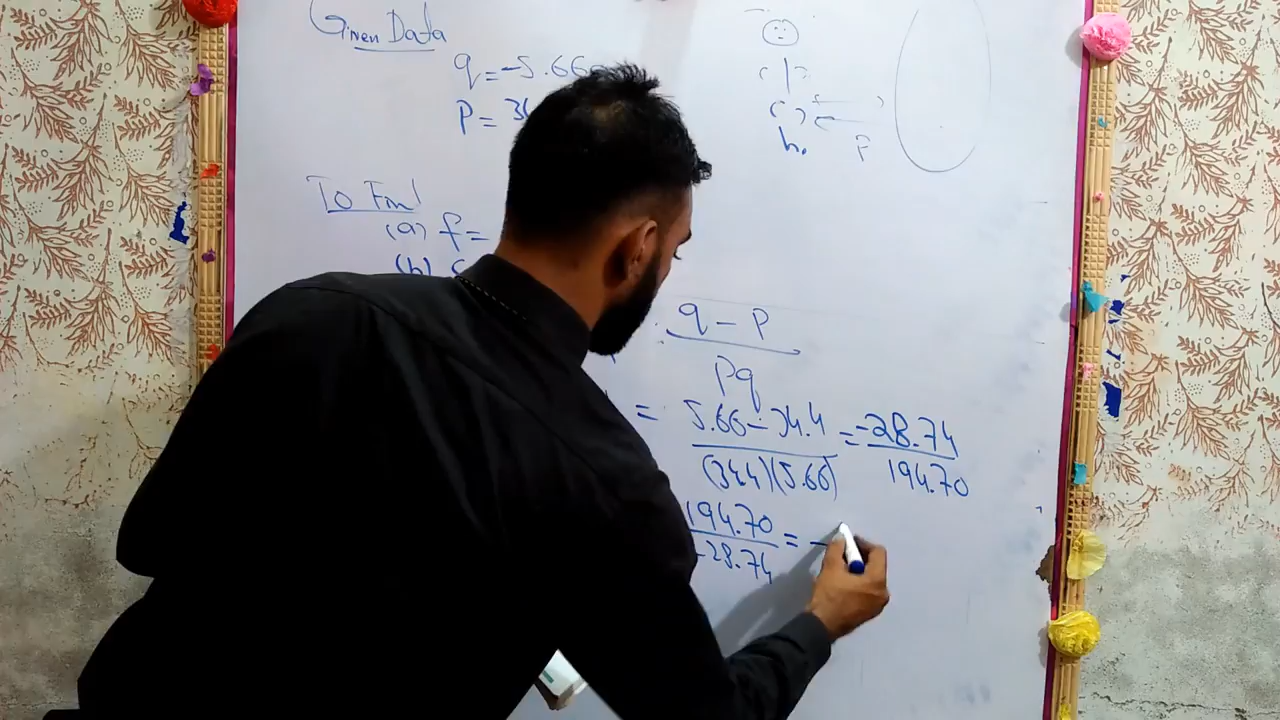 Given Data
q = -5.66
P = 34
To Find
(a) f =
(b)
h.
P
q - P
Pq
= 5.66 - 34.4 = -28.74
(34.4)(5.66) 194.70
194.70 = -
-28.74